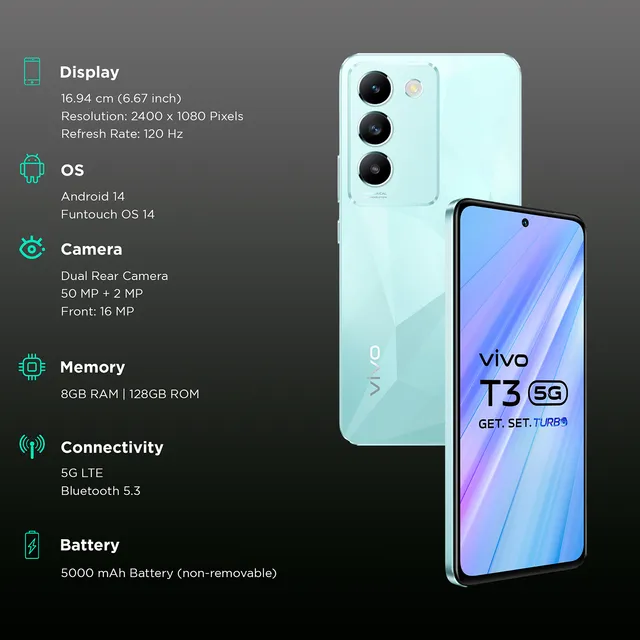 Display
16.94 cm (6.67 inch)
Resolution: 2400 x 1080 Pixels
Refresh Rate: 120 Hz
OS
Android 14
Funtouch OS 14
Camera
Dual Rear Camera
50 MP + 2 MP
Front: 16 MP
Memory
8GB RAM | 128GB ROM
Connectivity
5G LTE
Bluetooth 5.3
Battery
5000 mAh Battery (non-removable)
vivo
vivo
T3 5G
GET. SET. TURBO